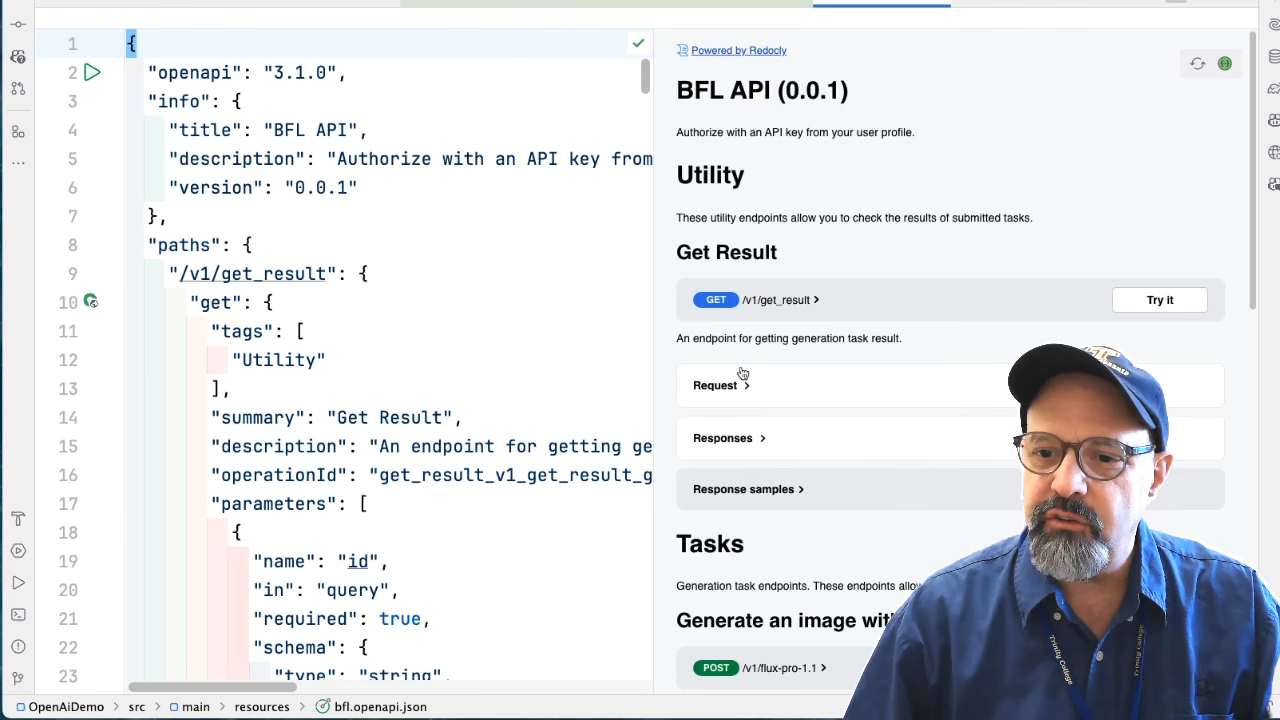 1 {
2 "openapi": "3.1.0",
3 "info": {
4 "title": "BFL API",
5 "description": "Authorize with an API key from
6 "version": "0.0.1"
7 },
8 "paths": {
9 "/v1/get_result": {
10 "get": {
11 "tags": [
12 "Utility"
13 ],
14 "summary": "Get Result",
15 "description": "An endpoint for getting ge
16 "operationId": "get_result_v1_get_result_g
17 "parameters": [
18 {
19 "name": "id",
20 "in": "query",
21 "required": true,
22 "schema": {
23 "type": "string",
Powered by Redocly
BFL API (0.0.1)
Authorize with an API key from your user profile.
Utility
These utility endpoints allow you to check the results of submitted tasks.
Get Result
GET /v1/get_result > Try it
An endpoint for getting generation task result.
Request >
Responses >
Response samples >
Tasks
Generation task endpoints. These endpoints allo
Generate an image wit
POST /v1/flux-pro-1.1 >
Trinity College
Trinity College
OpenAiDemo > src > main > resources > bfl.openapi.json